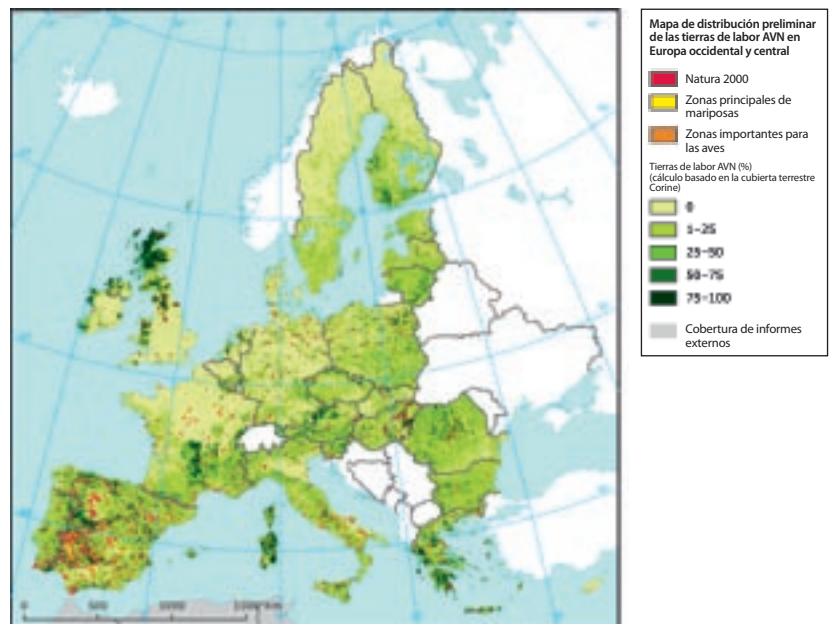 Mapa de distribución preliminar
de las tierras de labor AVN en
Europa occidental y central
Natura 2000
Zonas principales de
mariposas
Zonas importantes para
las aves
Tierras de labor AVN (%)
(cálculo basado en la cubierta terrestre
Corine)
0
1–25
25–50
50–75
75–100
Cobertura de informes
externos
0 500 1000